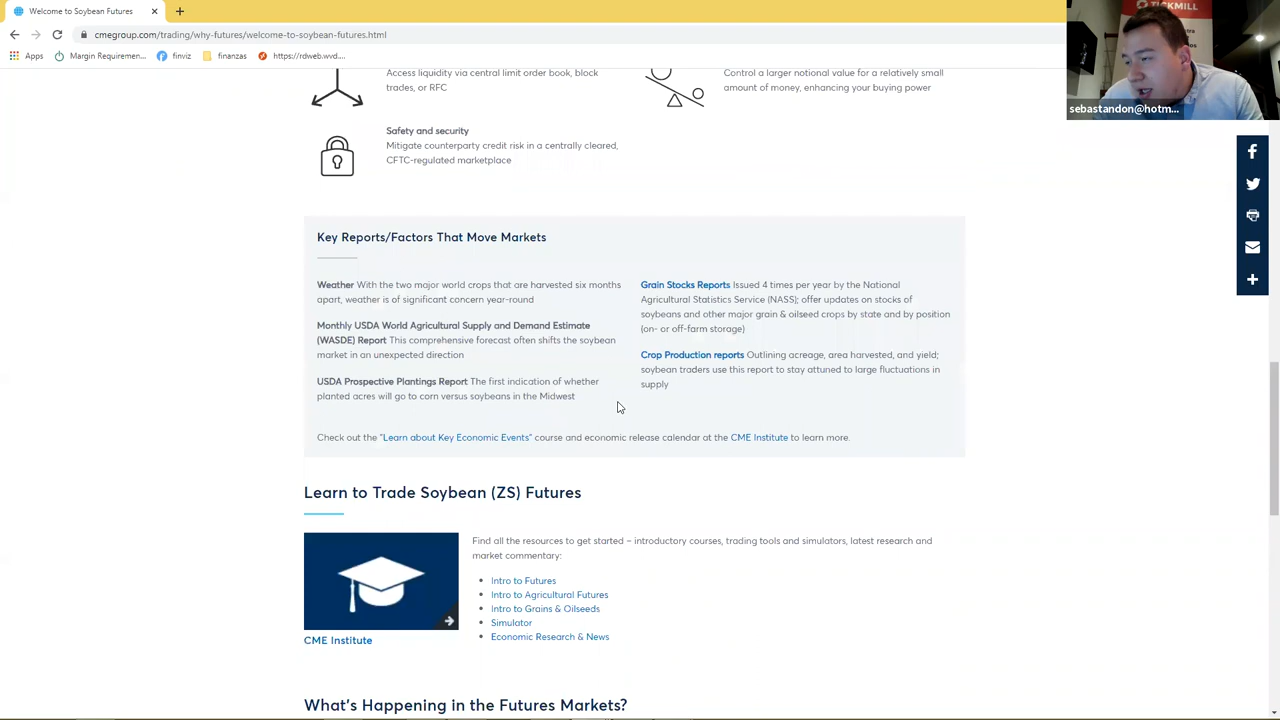 Welcome to Soybean Futures
cmegroup.com/trading/why-futures/welcome-to-soybean-futures.html
Apps
Margin Requiremen...
finviz
finanzas
https://rdweb.wvd....
TICKMILL
sebastandon@hotm...
Access liquidity via central limit order book, block
trades, or RFC
Control a larger notional value for a relatively small
amount of money, enhancing your buying power
Safety and security
Mitigate counterparty credit risk in a centrally cleared,
CFTC-regulated marketplace
Key Reports/Factors That Move Markets
Weather With the two major world crops that are harvested six months
apart, weather is of significant concern year-round
Monthly USDA World Agricultural Supply and Demand Estimate
(WASDE) Report This comprehensive forecast often shifts the soybean
market in an unexpected direction
USDA Prospective Plantings Report The first indication of whether
planted acres will go to corn versus soybeans in the Midwest
Grain Stocks Reports Issued 4 times per year by the National
Agricultural Statistics Service (NASS); offer updates on stocks of
soybeans and other major grain & oilseed crops by state and by position
(on- or off-farm storage)
Crop Production reports Outlining acreage, area harvested, and yield;
soybean traders use this report to stay attuned to large fluctuations in
supply
Check out the "Learn about Key Economic Events" course and economic release calendar at the CME Institute to learn more.
Learn to Trade Soybean (ZS) Futures
Find all the resources to get started – introductory courses, trading tools and simulators, latest research and
market commentary:
Intro to Futures
Intro to Agricultural Futures
Intro to Grains & Oilseeds
Simulator
Economic Research & News
CME Institute
What's Happening in the Futures Markets?